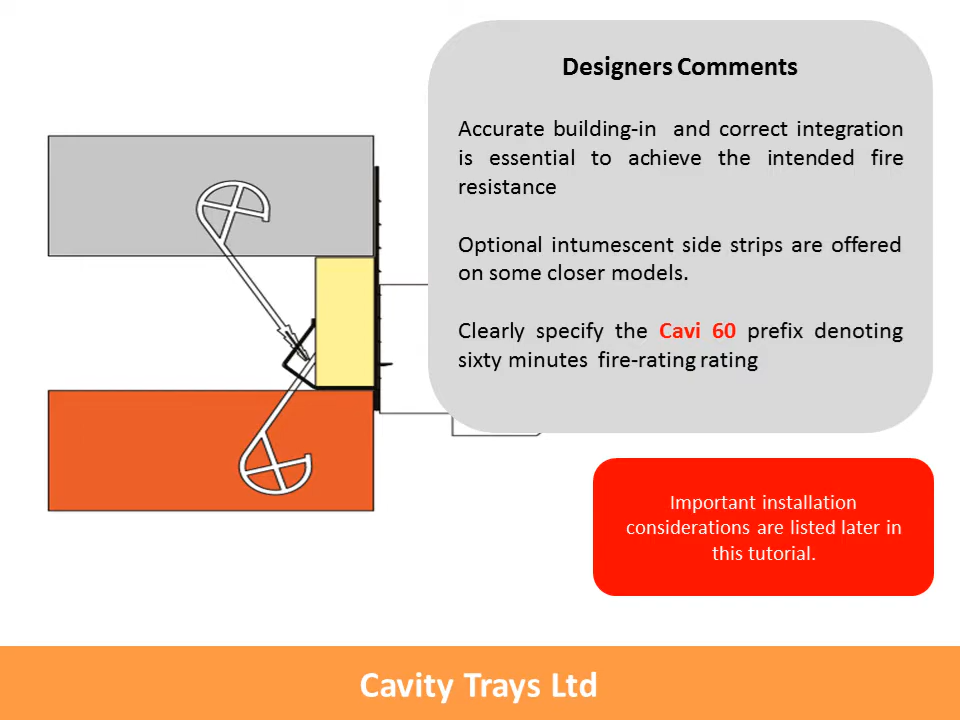 Designers Comments
Accurate building-in and correct integration
is essential to achieve the intended fire
resistance
Optional intumescent side strips are offered
on some closer models.
Clearly specify the Cavi 60 prefix denoting
sixty minutes fire-rating rating
Important installation
considerations are listed later in
this tutorial.
Cavity Trays Ltd